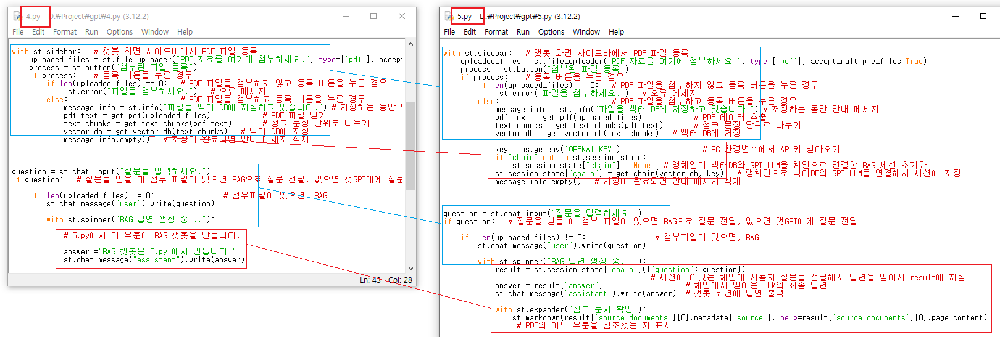 4.py - D:￦Project￦gpt￦4.py (3.12.2)
File Edit Format Run Options Window Help
with st.sidebar: # 챗봇 화면 사이드바에서 PDF 파일 등록
uploaded_files = st.file_uploader("PDF 자료를 여기에 첨부하세요.", type=['pdf'], accept
process = st.button("첨부된 파일 등록")
if process: # 등록 버튼을 누른 경우
if len(uploaded_files) == 0: # PDF 파일을 첨부하지 않고 등록 버튼을 누른 경우
st.error("파일을 첨부하세요.") # 오류 메세지
else: # PDF 파일을 첨부하고 등록 버튼을 누른 경우
message_info = st.info("파일을 벡터 DB에 저장하고 있습니다.") # 저장하는 동안
pdf_text = get_pdf(uploaded_files) # PDF 파일 받기
text_chunks = get_text_chunks(pdf_text) # 청크 문장 단위로 나누기
vector_db = get_vector_db(text_chunks) # 벡터 DB에 저장
message_info.empty() # 저장이 완료되면 안내 메세지 삭제
question = st.chat_input("질문을 입력하세요.")
if question: # 질문을 받을 때 첨부 파일이 있으면 RAG으로 질문 전달, 없으면 챗GPT에게 질문
if len(uploaded_files) != 0: # 첨부파일이 있으면, RAG
st.chat_message("user").write(question)
with st.spinner("RAG 답변 생성 중..."):
# 5.py에서 이 부분에 RAG 챗봇을 만듭니다.
answer ="RAG 챗봇은 5.py 에서 만듭니다."
st.chat_message("assistant").write(answer)
Ln: 43 Col: 28
5.py - D:￦Project￦gpt￦5.py (3.12.2)
File Edit Format Run Options Window Help
with st.sidebar: # 챗봇 화면 사이드바에서 PDF 파일 등록
uploaded_files = st.file_uploader("PDF 자료를 여기에 첨부하세요.", type=['pdf'], accept_multiple_files=True)
process = st.button("첨부된 파일 등록")
if process: # 등록 버튼을 누른 경우
if len(uploaded_files) == 0: # PDF 파일을 첨부하지 않고 등록 버튼을 누른 경우
st.error("파일을 첨부하세요.") # 오류 메세지
else: # PDF 파일을 첨부하고 등록 버튼을 누른 경우
message_info = st.info("파일을 벡터 DB에 저장하고 있습니다.") # 저장하는 동안 안내 메세지
pdf_text = get_pdf(uploaded_files) # PDF 데이터 추출
text_chunks = get_text_chunks(pdf_text) # 청크 문장 단위로 나누기
vector_db = get_vector_db(text_chunks) # 벡터 DB에 저장
key = os.getenv('OPENAI_KEY') # PC 환경변수에서 API키 받아오기
if "chain" not in st.session_state:
st.session_state["chain"] = None # 랭체인이 벡터DB와 GPT LLM을 체인으로 연결한 RAG 세션 초기화
st.session_state["chain"] = get_chain(vector_db, key) # 랭체인으로 벡터DB와 GPT LLM을 연결해서 세션에 저장
message_info.empty() # 저장이 완료되면 안내 메세지 삭제
question = st.chat_input("질문을 입력하세요.")
if question: # 질문을 받을 때 첨부 파일이 있으면 RAG으로 질문 전달, 없으면 챗GPT에게 질문 전달
if len(uploaded_files) != 0: # 첨부파일이 있으면, RAG
st.chat_message("user").write(question)
with st.spinner("RAG 답변 생성 중..."):
result = st.session_state["chain"]({"question": question})
# 세션에 떠있는 체인에 사용자 질문을 전달해서 답변을 받아서 result에 저장
answer = result["answer"] # 체인에서 받아온 LLM의 최종 답변
st.chat_message("assistant").write(answer) # 챗봇 화면에 답변 출력
with st.expander("참고 문서 확인"):
st.markdown(result['source_documents'][0].metadata['source'], help=result['source_documents'][0].page_content)
# PDF의 어느 부분을 참조했는 지 표시